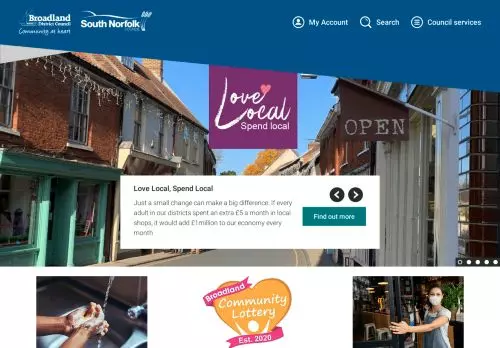 Broadland
District Council
Community at heart
South Norfolk
COUNCIL
My Account
Search
Council services
Love Local
Spend local
OPEN
Love Local, Spend Local
Just a small change can make a big difference. If every
adult in our districts spent an extra £5 a month in local
shops, it would add £1million to our economy every
month
Find out more
Broadland
Community
Lottery
Est. 2020